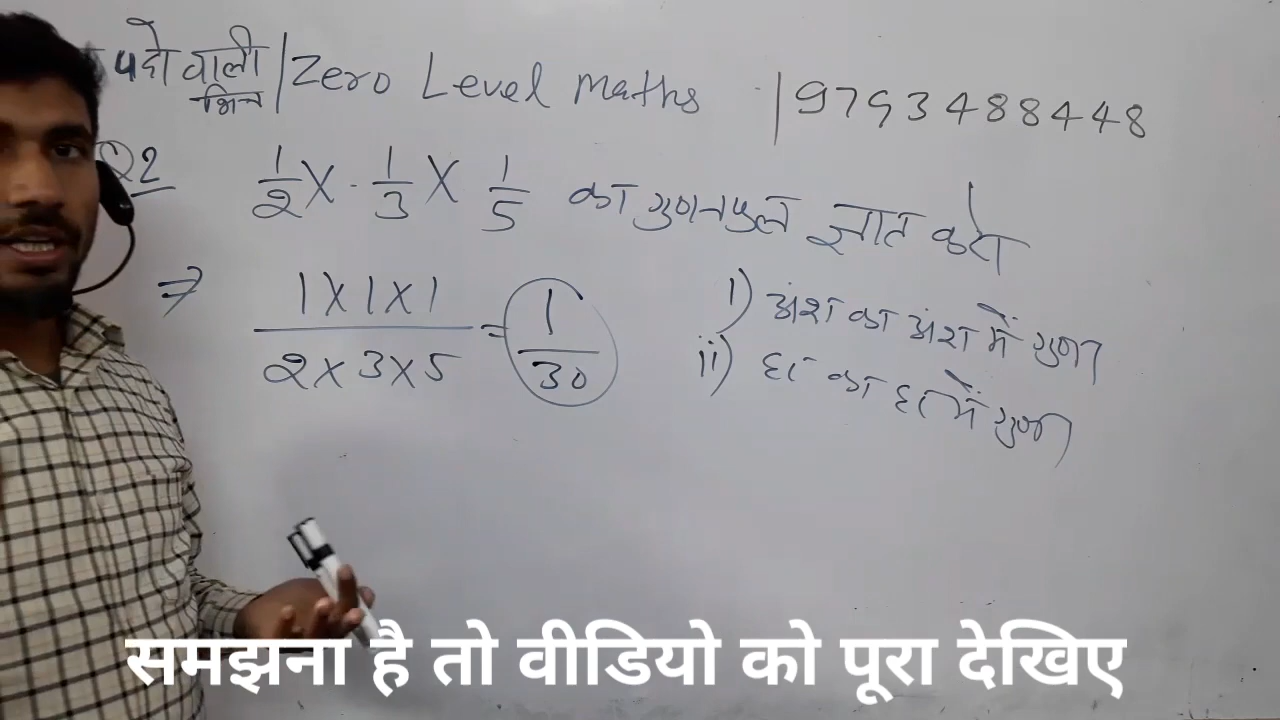 पदो वाली | Zero Level Maths | 9793488448
भिन्न
Q2 1/2 X 1/3 X 1/5 का गुणनफल ज्ञात करो
⇒ 1X1X1 / 2X3X5 = 1/30
i) अंश का अंश में गुणा
ii) हर का हर में गुणा
समझना है तो वीडियो को पूरा देखिए